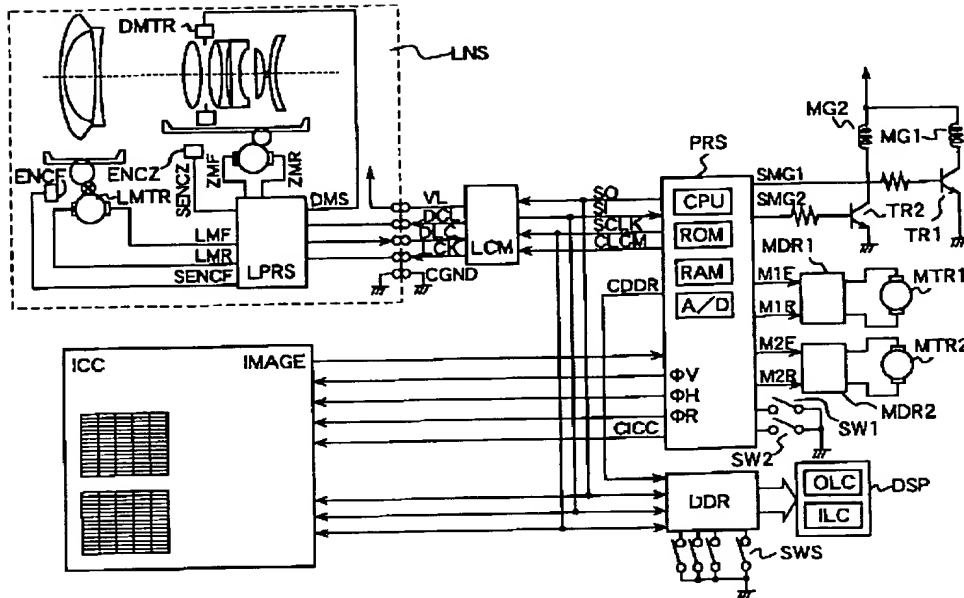 DMTR
LNS
ENCF
ENCZ
LMTR
SENCZ
ZMF
ZMR
DMS
LMF
LMR
SENCF
LPRS
VL
DCL
DLC
LCK
CGND
LCM
SO
SCLK
CLCM
CDDR
PRS
CPU
ROM
RAM
A/D
SMG1
SMG2
MG2
MG1
TR2
TR1
MDR1
M1F
M1R
MTR1
M2F
M2R
MTR2
MDR2
SW1
SW2
ICC
IMAGE
ΦV
ΦH
ΦR
CICC
DDR
OLC
ILC
DSP
SWS